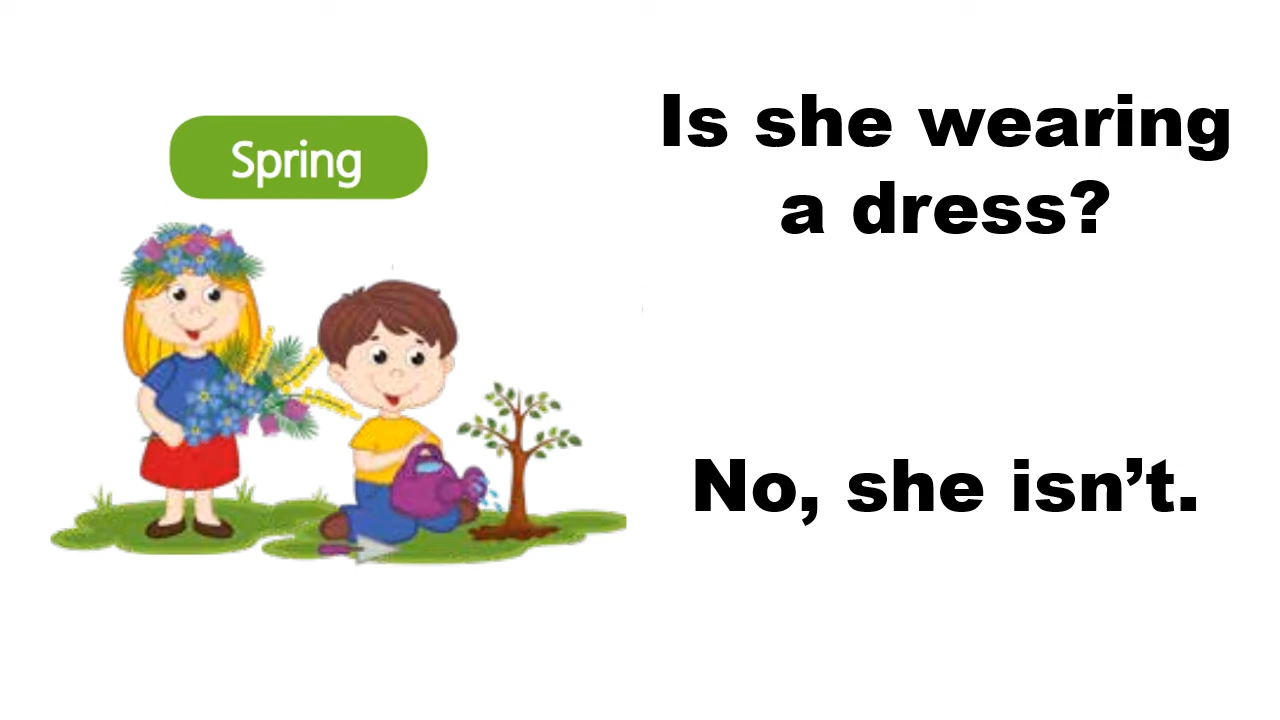 Spring
Is she wearing
a dress?
No, she isn’t.